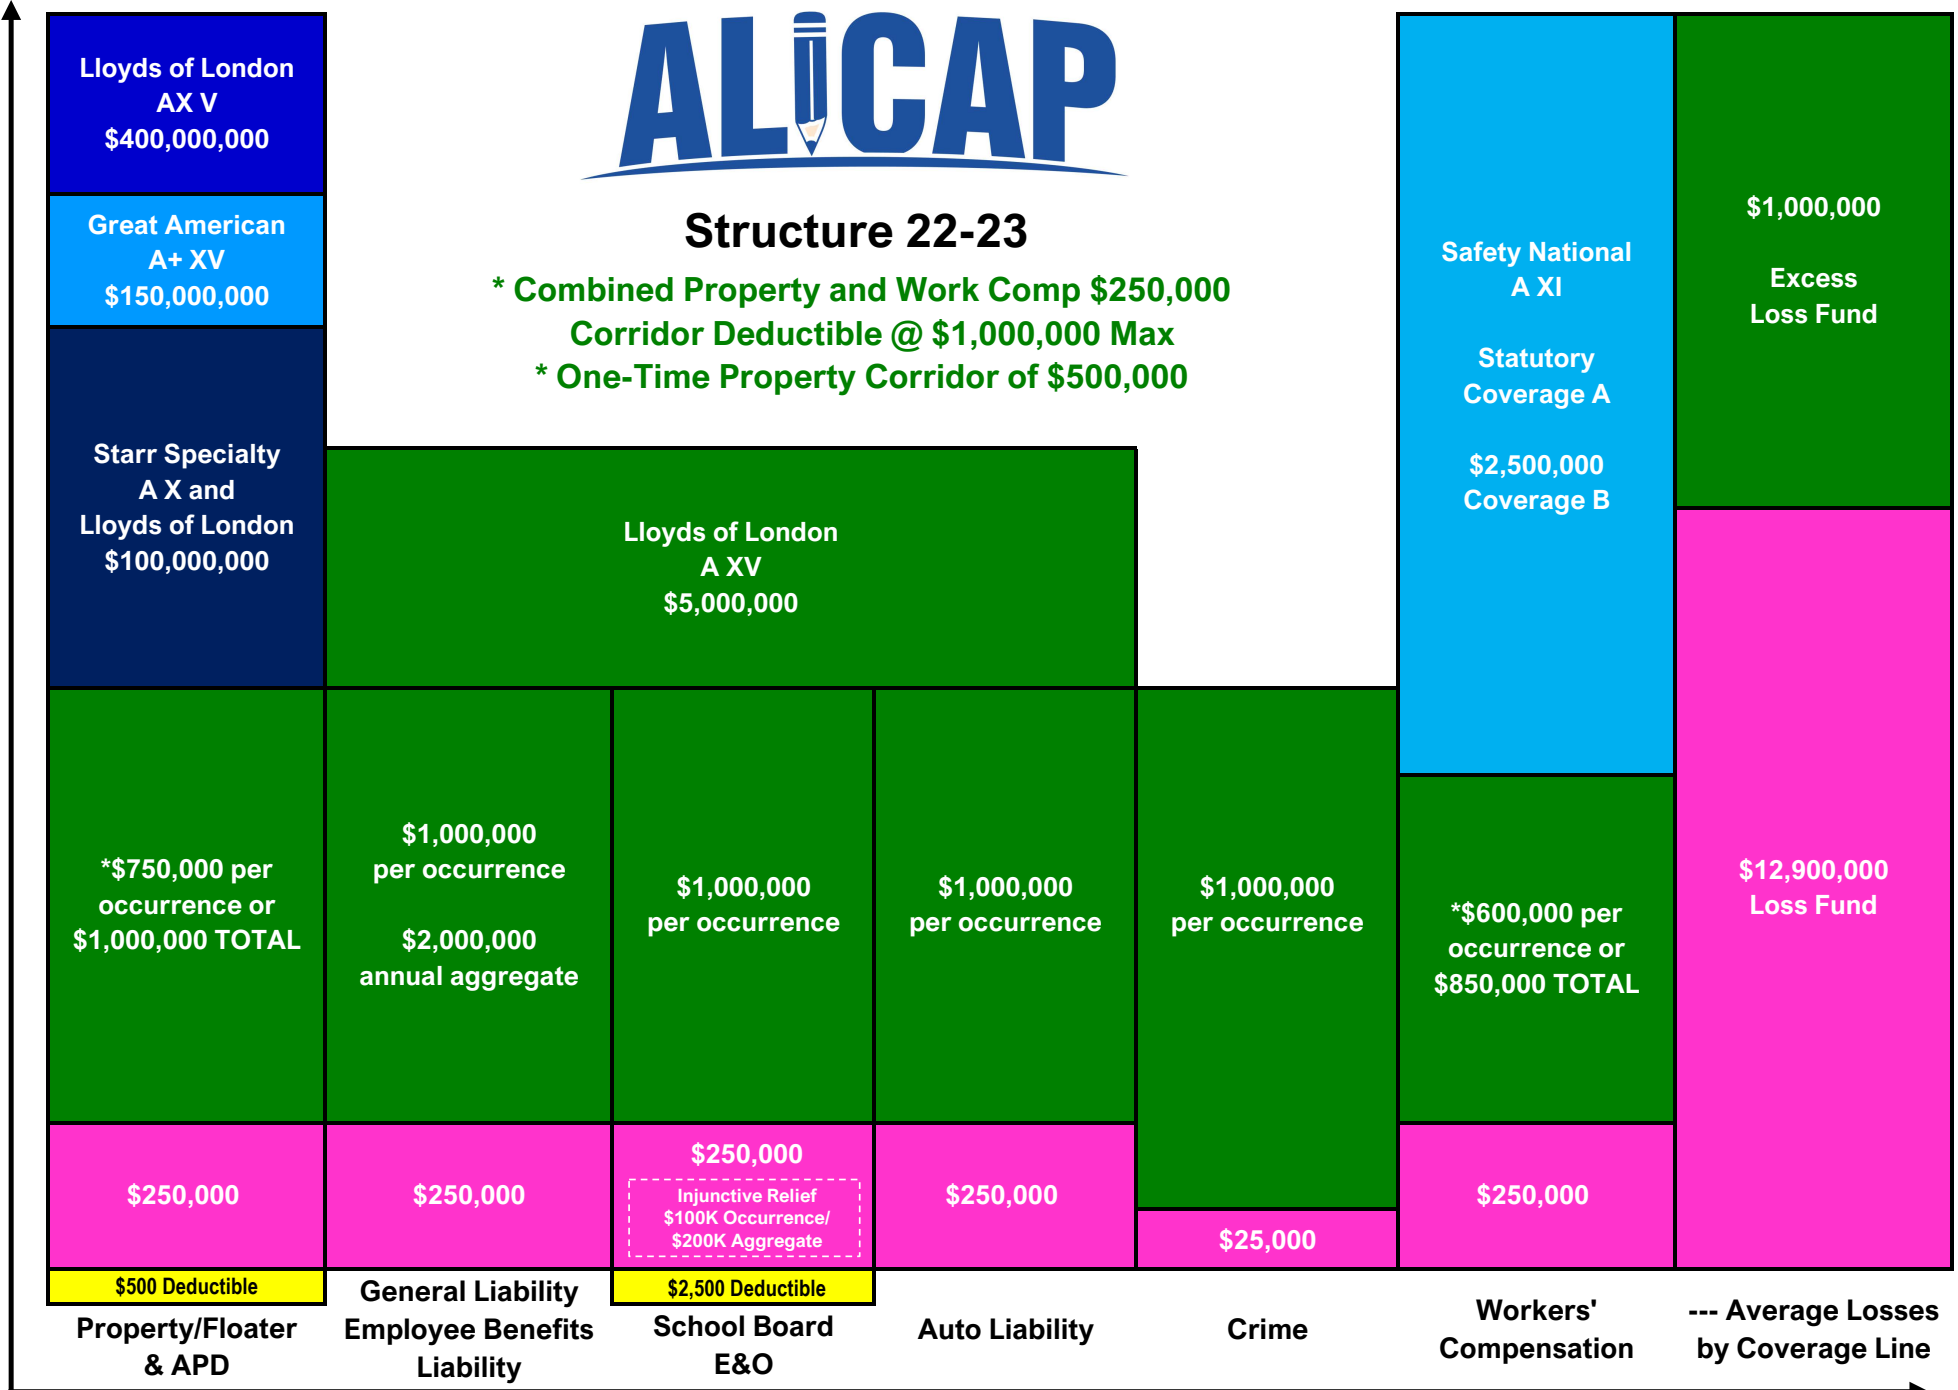 ALiCAP
Structure 22-23
* Combined Property and Work Comp $250,000
Corridor Deductible @ $1,000,000 Max
* One-Time Property Corridor of $500,000
Lloyds of London
AX V
$400,000,000
Great American
A+ XV
$150,000,000
Starr Specialty
A X and
Lloyds of London
$100,000,000
Lloyds of London
A XV
$5,000,000
Safety National
A XI
Statutory
Coverage A
$2,500,000
Coverage B
$1,000,000
Excess
Loss Fund
*$750,000 per
occurrence or
$1,000,000 TOTAL
$1,000,000
per occurrence
$2,000,000
annual aggregate
$1,000,000
per occurrence
$1,000,000
per occurrence
$1,000,000
per occurrence
*$600,000 per
occurrence or
$850,000 TOTAL
$12,900,000
Loss Fund
$250,000
$250,000
$250,000
Injunctive Relief
$100K Occurrence/
$200K Aggregate
$250,000
$25,000
$250,000
$500 Deductible
Property/Floater
& APD
General Liability
Employee Benefits
Liability
$2,500 Deductible
School Board
E&O
Auto Liability
Crime
Workers'
Compensation
--- Average Losses
by Coverage Line